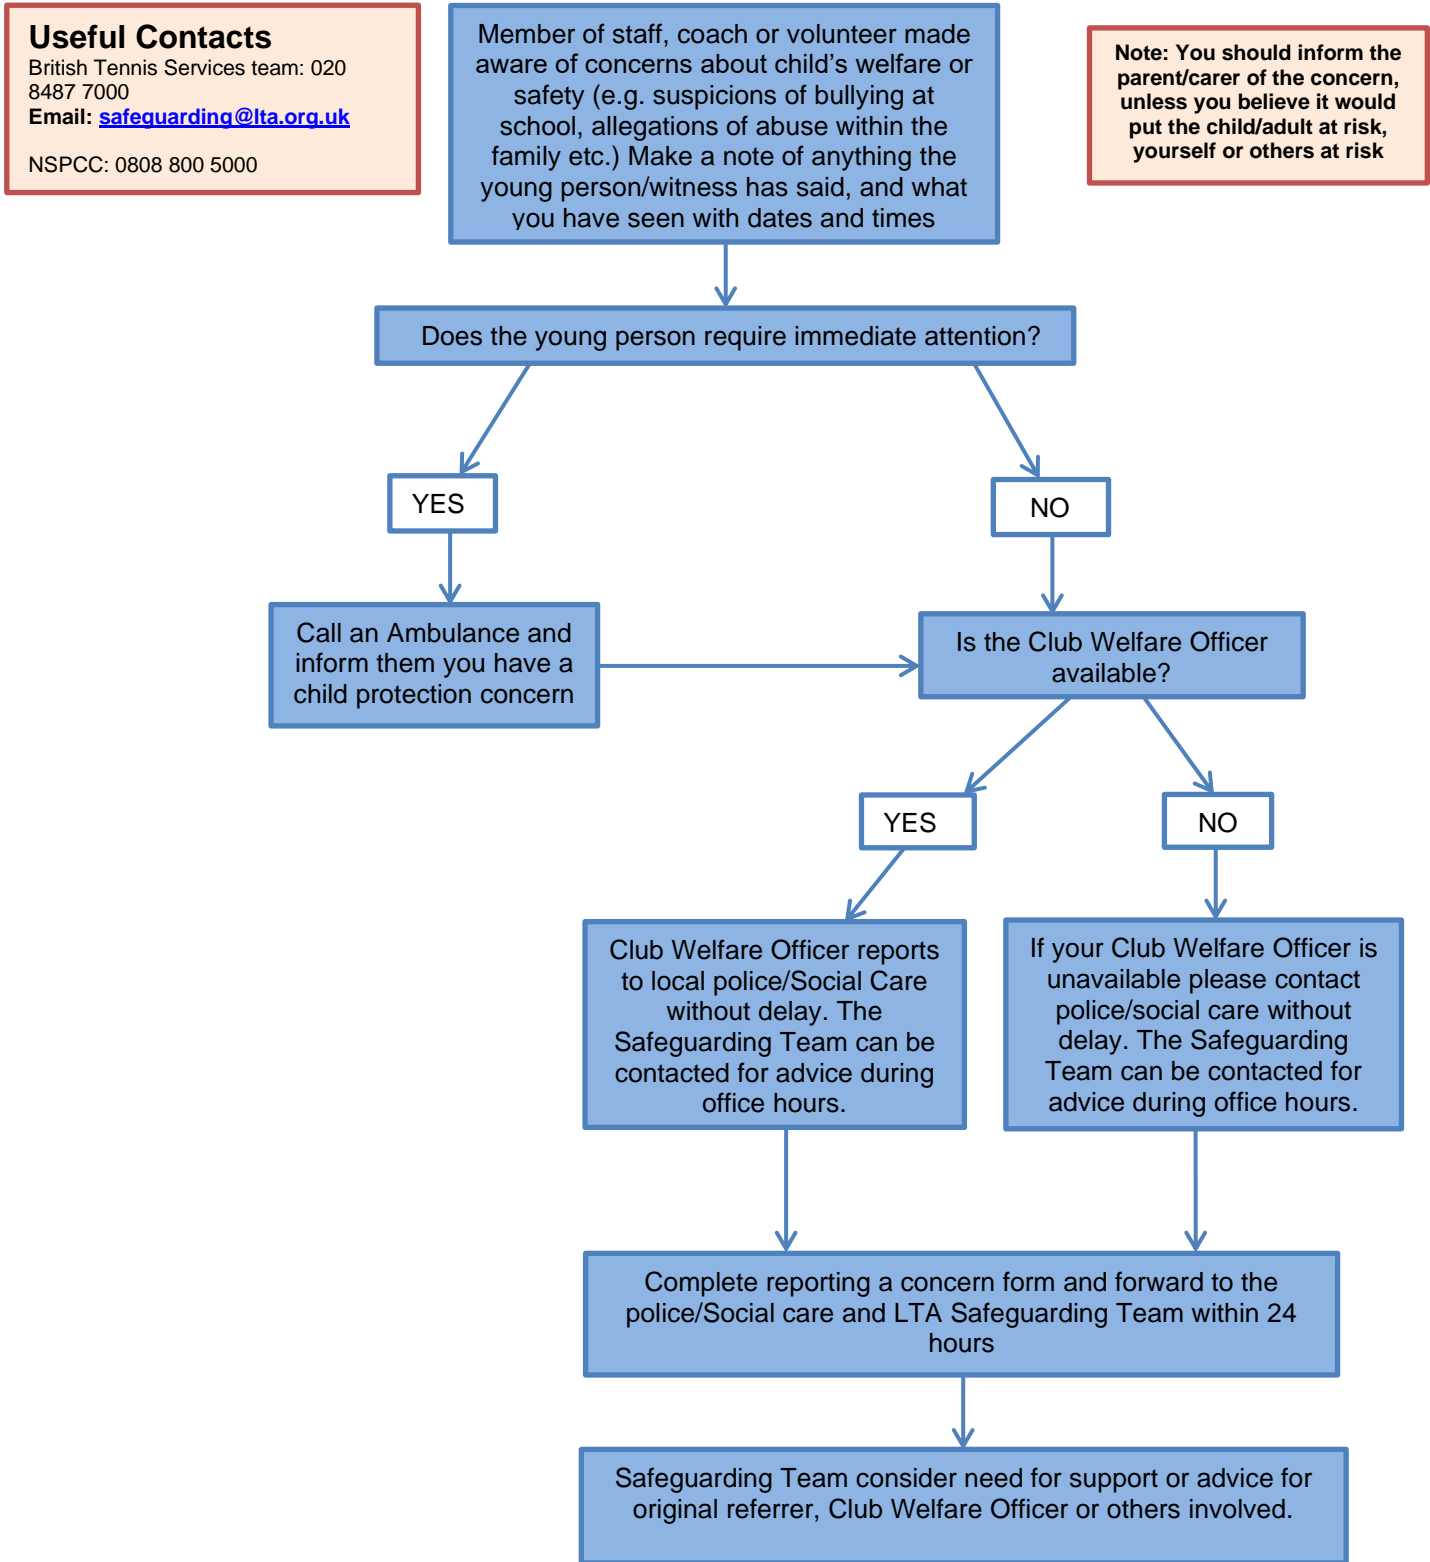 Useful Contacts
British Tennis Services team: 020
8487 7000
Email: safeguarding@lta.org.uk
NSPCC: 0808 800 5000
Member of staff, coach or volunteer made
aware of concerns about child's welfare or
safety (e.g. suspicions of bullying at
school, allegations of abuse within the
family etc.) Make a note of anything the
young person/witness has said, and what
you have seen with dates and times
Note: You should inform the
parent/carer of the concern,
unless you believe it would
put the child/adult at risk,
yourself or others at risk
Does the young person require immediate attention?
YES
NO
Call an Ambulance and
inform them you have a
child protection concern
Is the Club Welfare Officer
available?
YES
NO
Club Welfare Officer reports
to local police/Social Care
without delay. The
Safeguarding Team can be
contacted for advice during
office hours.
If your Club Welfare Officer is
unavailable please contact
police/social care without
delay. The Safeguarding
Team can be contacted for
advice during office hours.
Complete reporting a concern form and forward to the
police/Social care and LTA Safeguarding Team within 24
hours
Safeguarding Team consider need for support or advice for
original referrer, Club Welfare Officer or others involved.